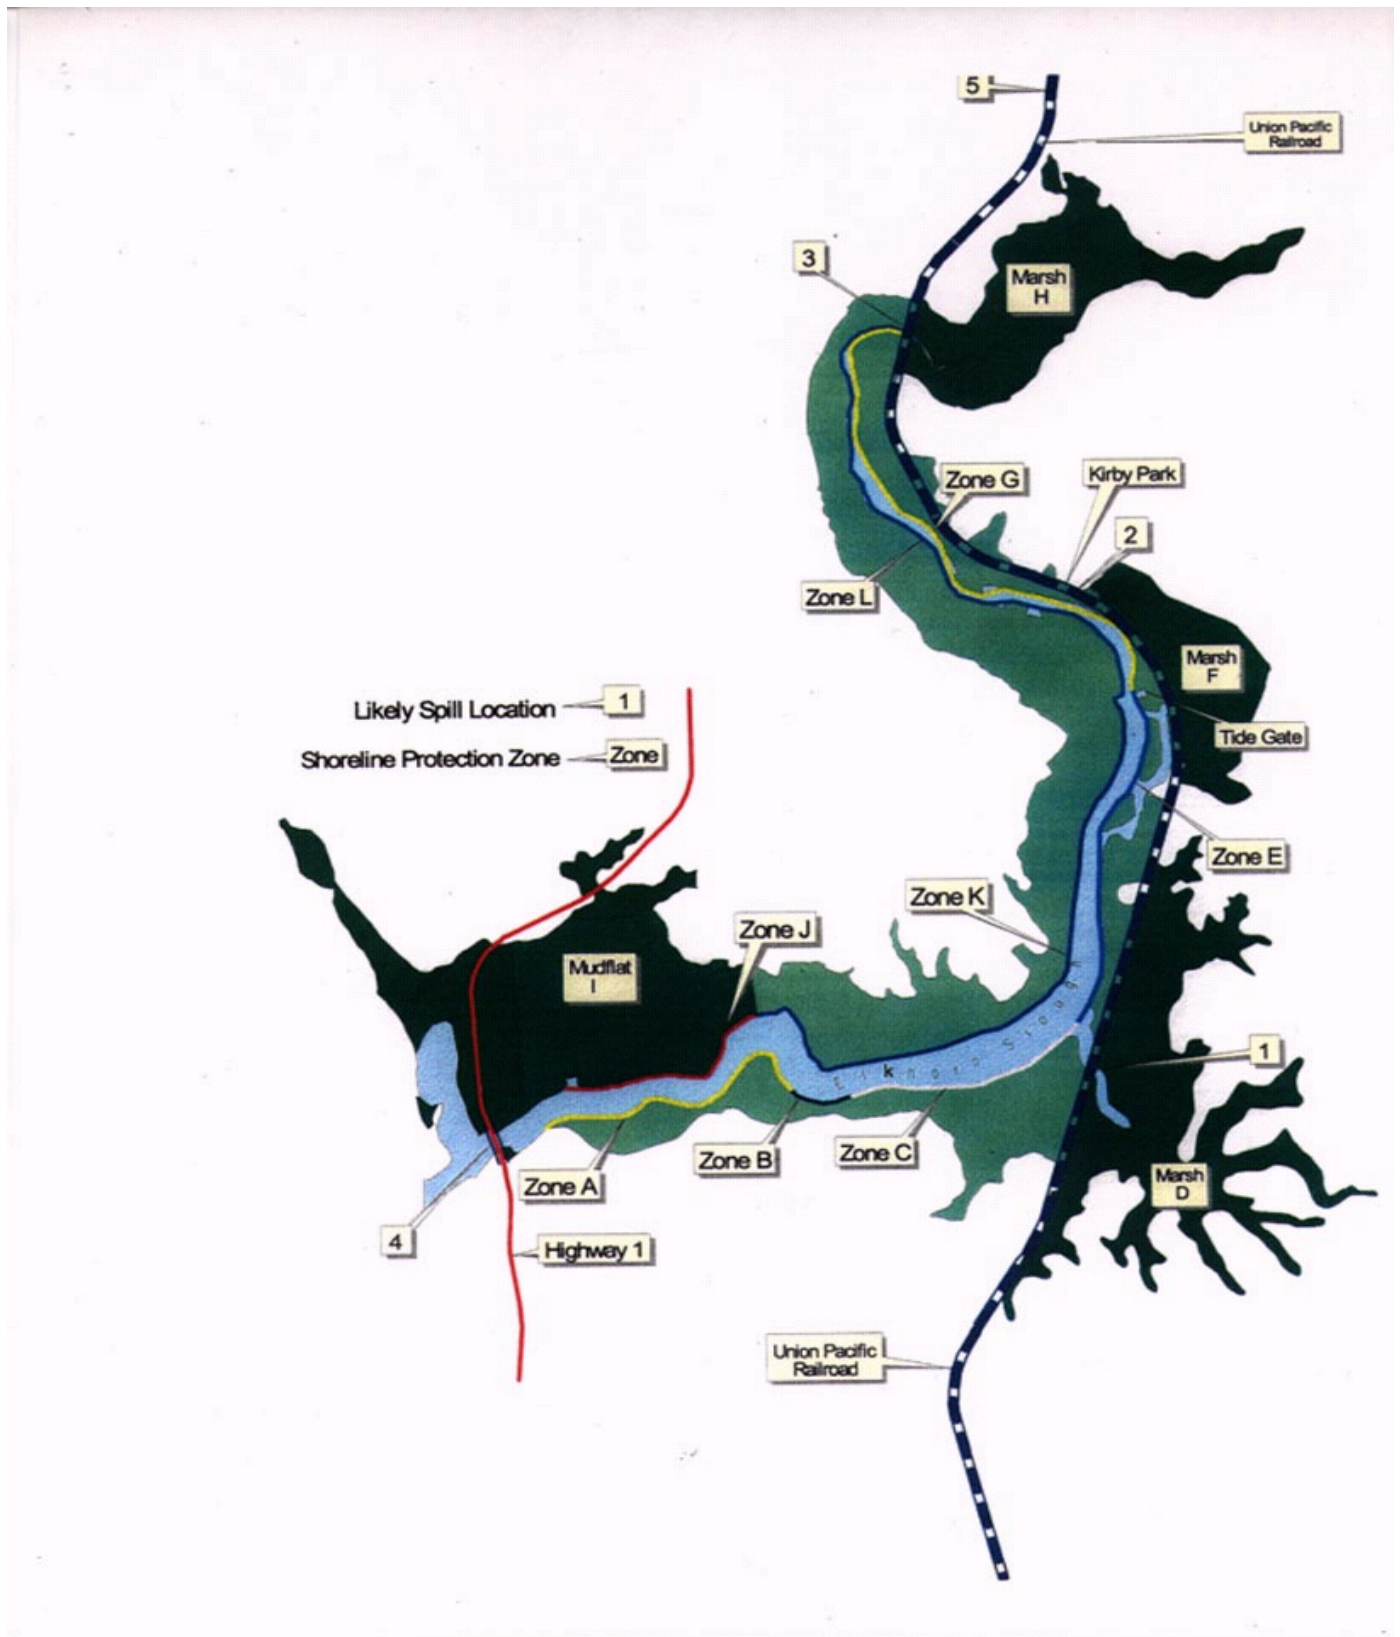 5
Union Pacific
Railroad
3
Marsh
H
Zone G
Kirby Park
2
Zone L
Marsh
F
Likely Spill Location
1
Tide Gate
Shoreline Protection Zone
Zone
Zone E
Zone K
Zone J
Mudflat
I
Elkhorn Slough
1
Zone B
Zone C
Zone A
Marsh
D
4
Highway 1
Union Pacific
Railroad